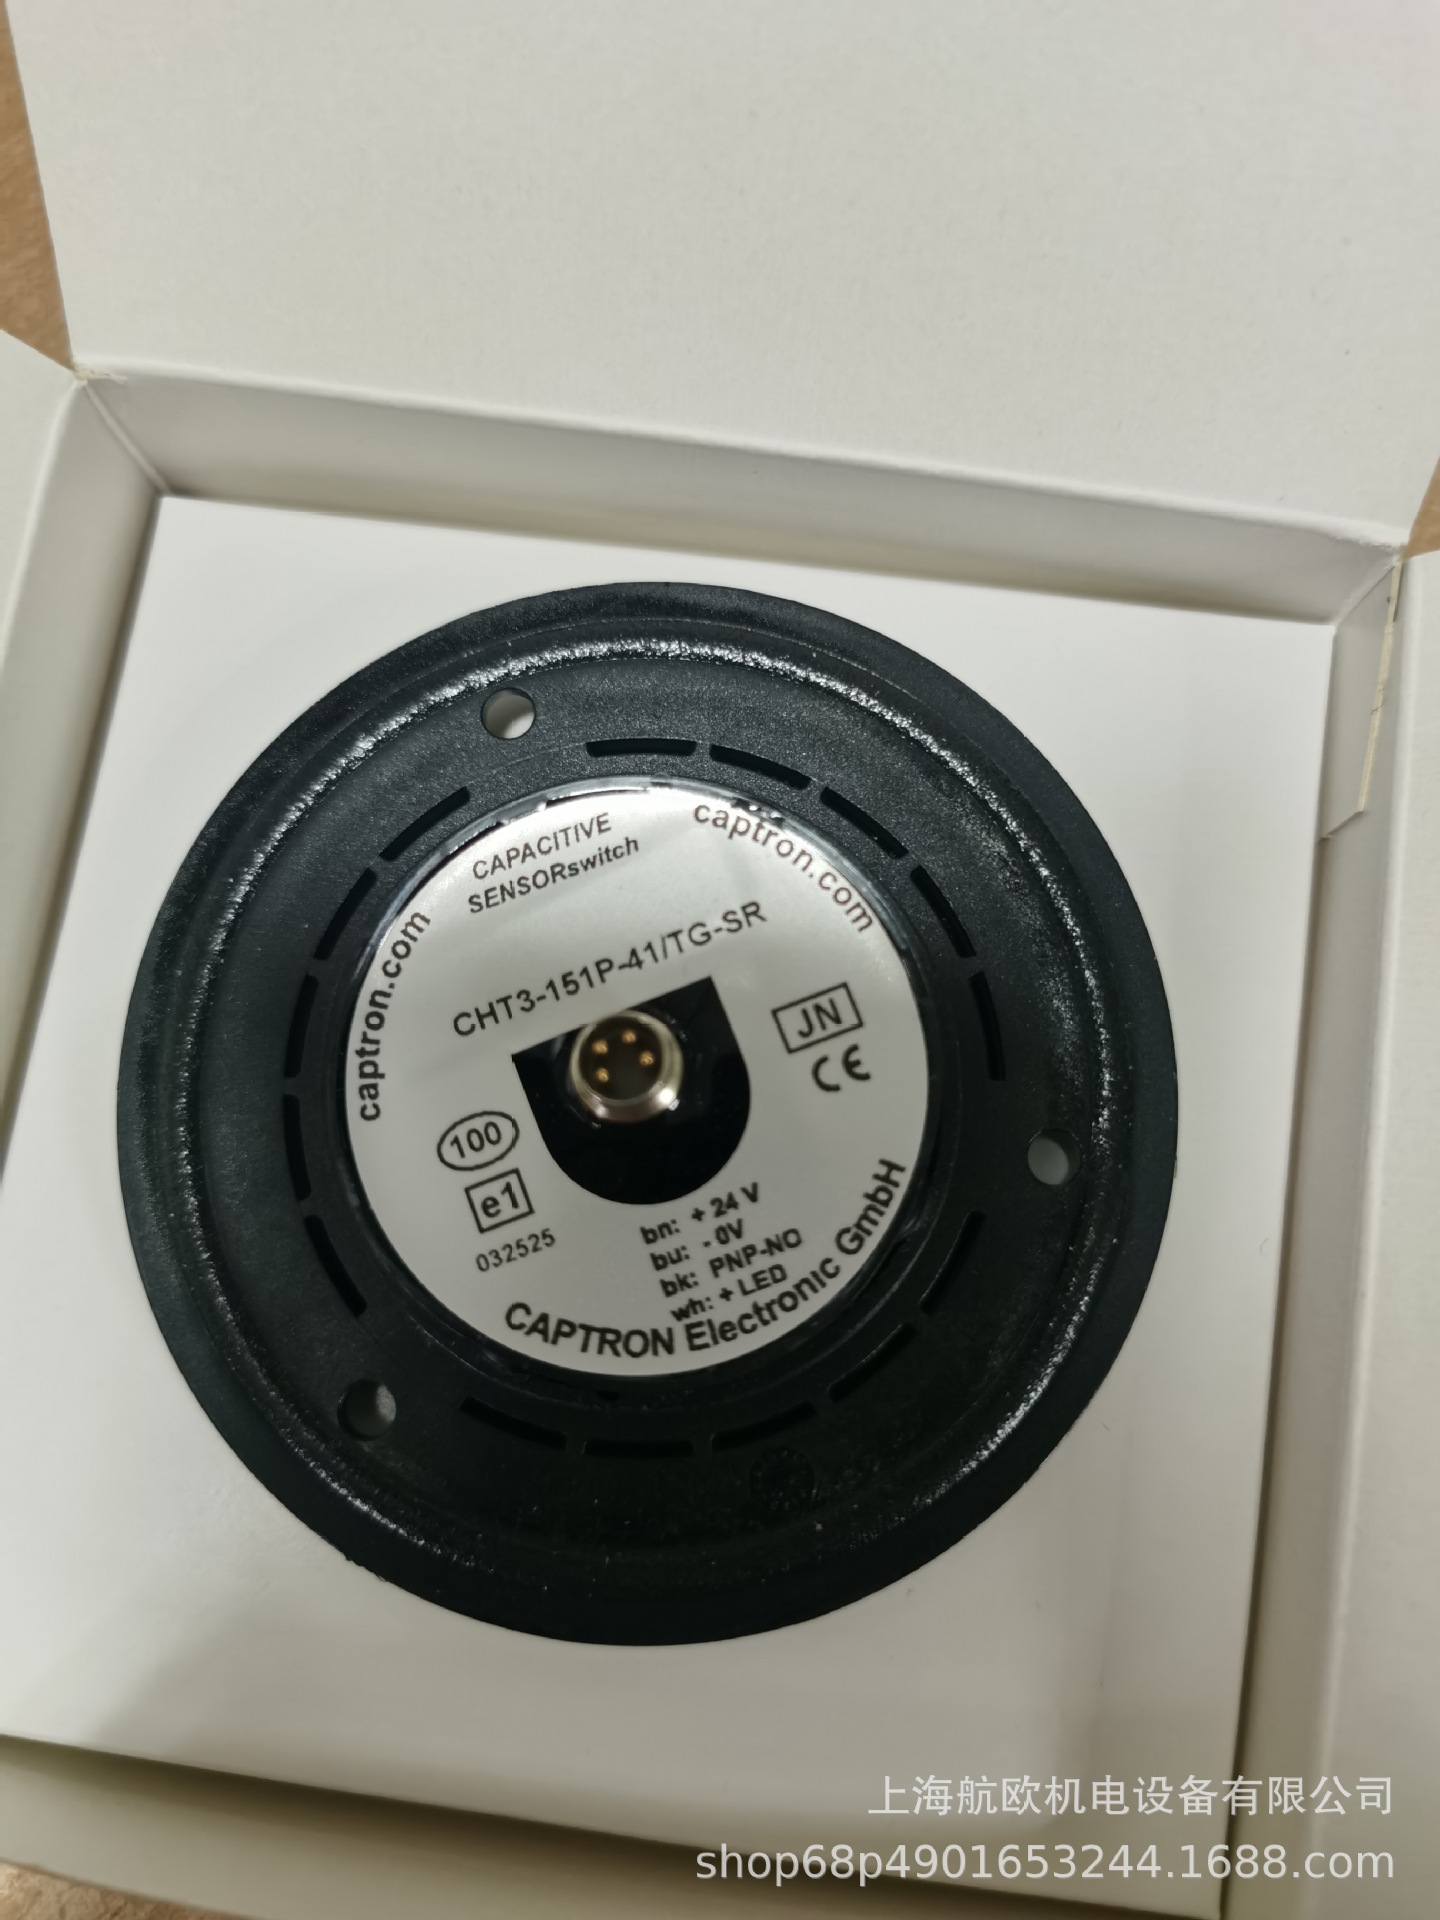 CAPACITIVE
SENSORswitch
captron.com
captron.com
CHT3-151P-41/TG-SR
JN
CE
100
e1
032525
bn: + 24 V
bu: - 0V
bk: PNP-NO
wh: + LED
CAPTRON Electronic GmbH
上海航欧机电设备有限公司
shop68p4901653244.1688.com